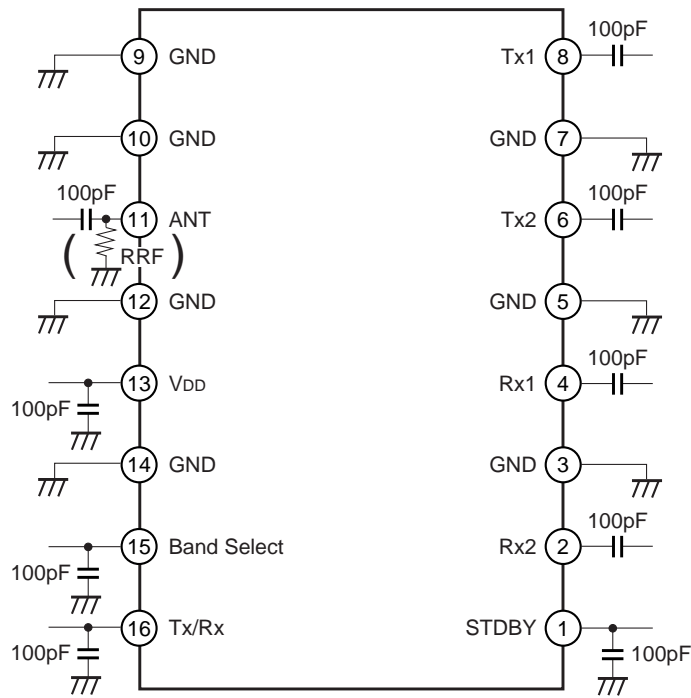 100pF
9 GND Tx1 8
10 GND GND 7
100pF 100pF
11 ANT Tx2 6
( RRF )
12 GND GND 5
100pF
13 VDD Rx1 4
100pF
14 GND GND 3
100pF
15 Band Select Rx2 2
100pF
16 Tx/Rx STDBY 1
100pF 100pF